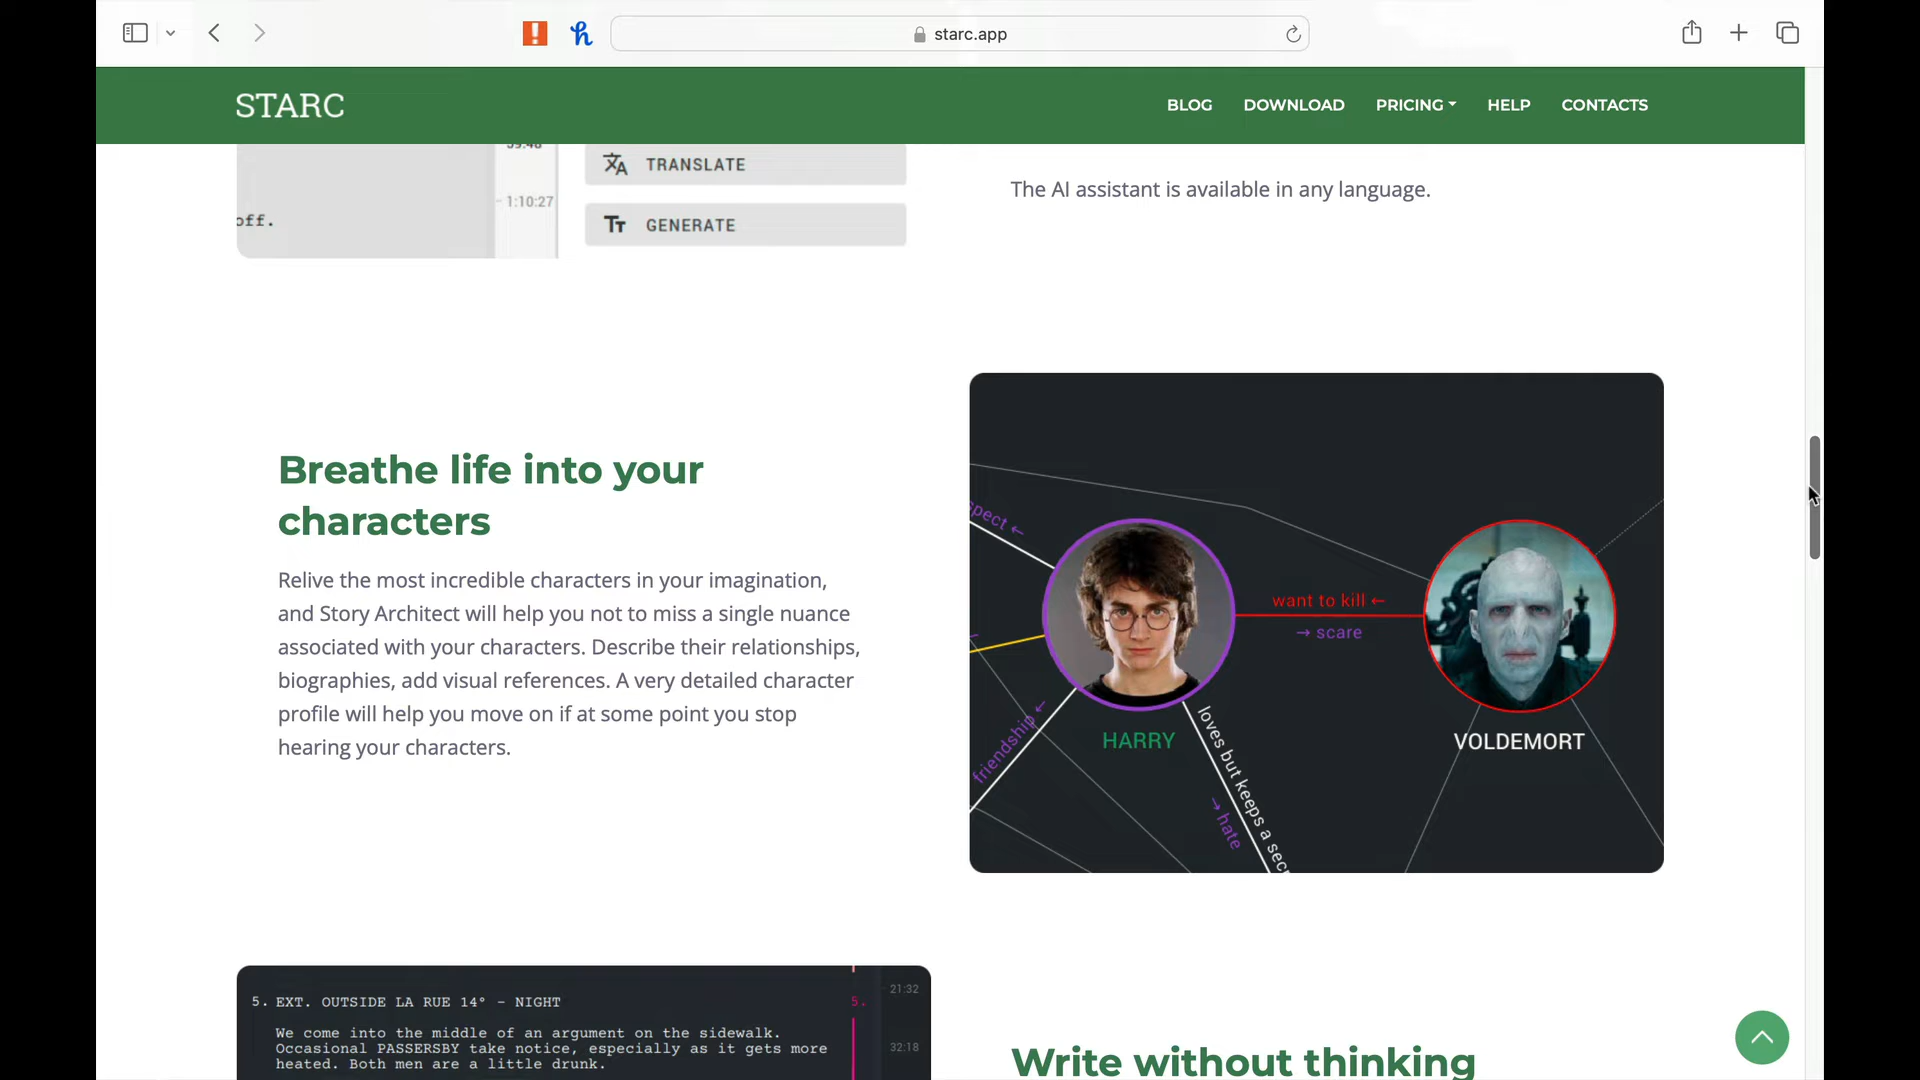 starc.app
STARC
BLOG
DOWNLOAD
PRICING
HELP
CONTACTS
TRANSLATE
1:10:27
off.
GENERATE
The AI assistant is available in any language.
Breathe life into your
characters
Relive the most incredible characters in your imagination,
and Story Architect will help you not to miss a single nuance
associated with your characters. Describe their relationships,
biographies, add visual references. A very detailed character
profile will help you move on if at some point you stop
hearing your characters.
want to kill ←
→ scare
friendship ←
loves but keeps a
→ hate
HARRY
VOLDEMORT
5. EXT. OUTSIDE LA RUE 14° - NIGHT 5.
21:32
We come into the middle of an argument on the sidewalk.
Occasional PASSERSBY take notice, especially as it gets more
heated. Both men are a little drunk.
32:18
Write without thinking